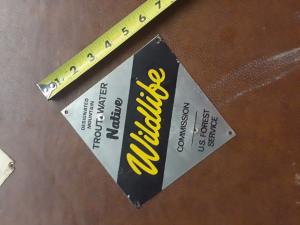 1 2 3 4 5 6 7
DESIGNATED
MOUNTAIN
TROUT WATER
Native
Wildlife
COMMISSION
U.S. FOREST
SERVICE